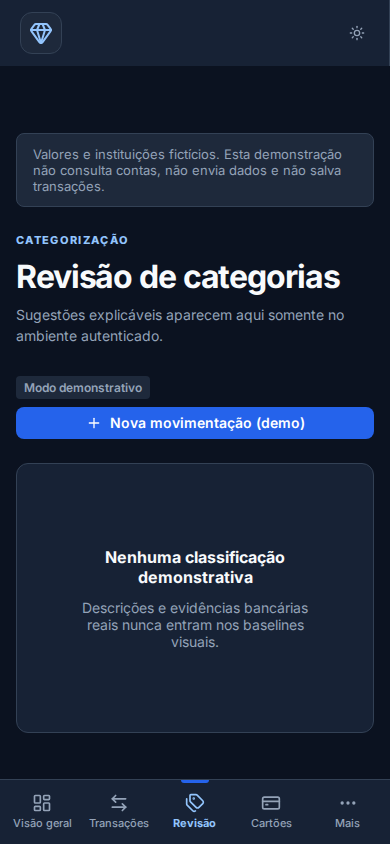 Valores e instituições fictícios. Esta demonstração
não consulta contas, não envia dados e não salva
transações.
CATEGORIZAÇÃO
Revisão de categorias
Sugestões explicáveis aparecem aqui somente no
ambiente autenticado.
Modo demonstrativo
Nova movimentação (demo)
Nenhuma classificação
demonstrativa
Descrições e evidências bancárias
reais nunca entram nos baselines
visuais.
Visão geral
Transações
Revisão
Cartões
Mais